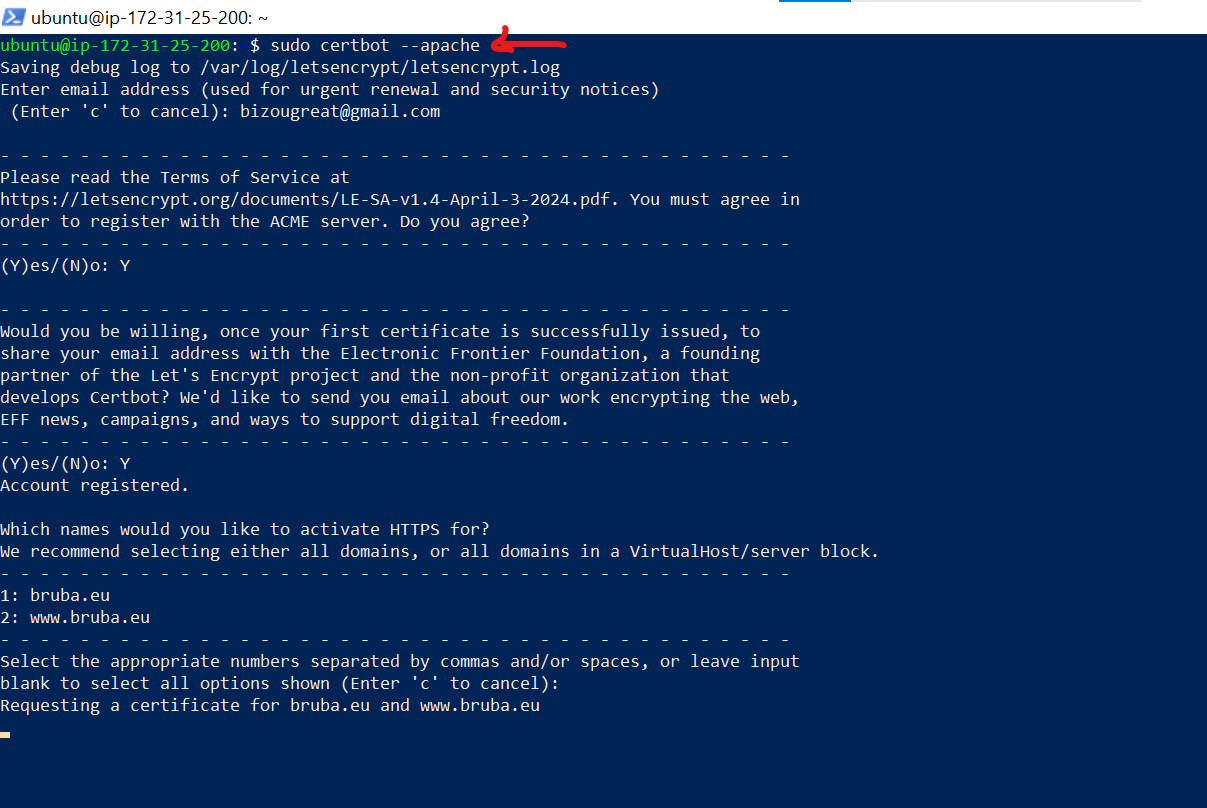 ubuntu@ip-172-31-25-200: ~
ubuntu@ip-172-31-25-200:~$ sudo certbot --apache
Saving debug log to /var/log/letsencrypt/letsencrypt.log
Enter email address (used for urgent renewal and security notices)
 (Enter 'c' to cancel): bizougreat@gmail.com
- - - - - - - - - - - - - - - - - - - - - - - - - - - - - - - - - - - - - - - -
Please read the Terms of Service at
https://letsencrypt.org/documents/LE-SA-v1.4-April-3-2024.pdf. You must agree in
order to register with the ACME server. Do you agree?
- - - - - - - - - - - - - - - - - - - - - - - - - - - - - - - - - - - - - - - -
(Y)es/(N)o: Y
- - - - - - - - - - - - - - - - - - - - - - - - - - - - - - - - - - - - - - - -
Would you be willing, once your first certificate is successfully issued, to
share your email address with the Electronic Frontier Foundation, a founding
partner of the Let's Encrypt project and the non-profit organization that
develops Certbot? We'd like to send you email about our work encrypting the web,
EFF news, campaigns, and ways to support digital freedom.
- - - - - - - - - - - - - - - - - - - - - - - - - - - - - - - - - - - - - - - -
(Y)es/(N)o: Y
Account registered.
Which names would you like to activate HTTPS for?
We recommend selecting either all domains, or all domains in a VirtualHost/server block.
- - - - - - - - - - - - - - - - - - - - - - - - - - - - - - - - - - - - - - - -
1: bruba.eu
2: www.bruba.eu
- - - - - - - - - - - - - - - - - - - - - - - - - - - - - - - - - - - - - - - -
Select the appropriate numbers separated by commas and/or spaces, or leave input
blank to select all options shown (Enter 'c' to cancel):
Requesting a certificate for bruba.eu and www.bruba.eu